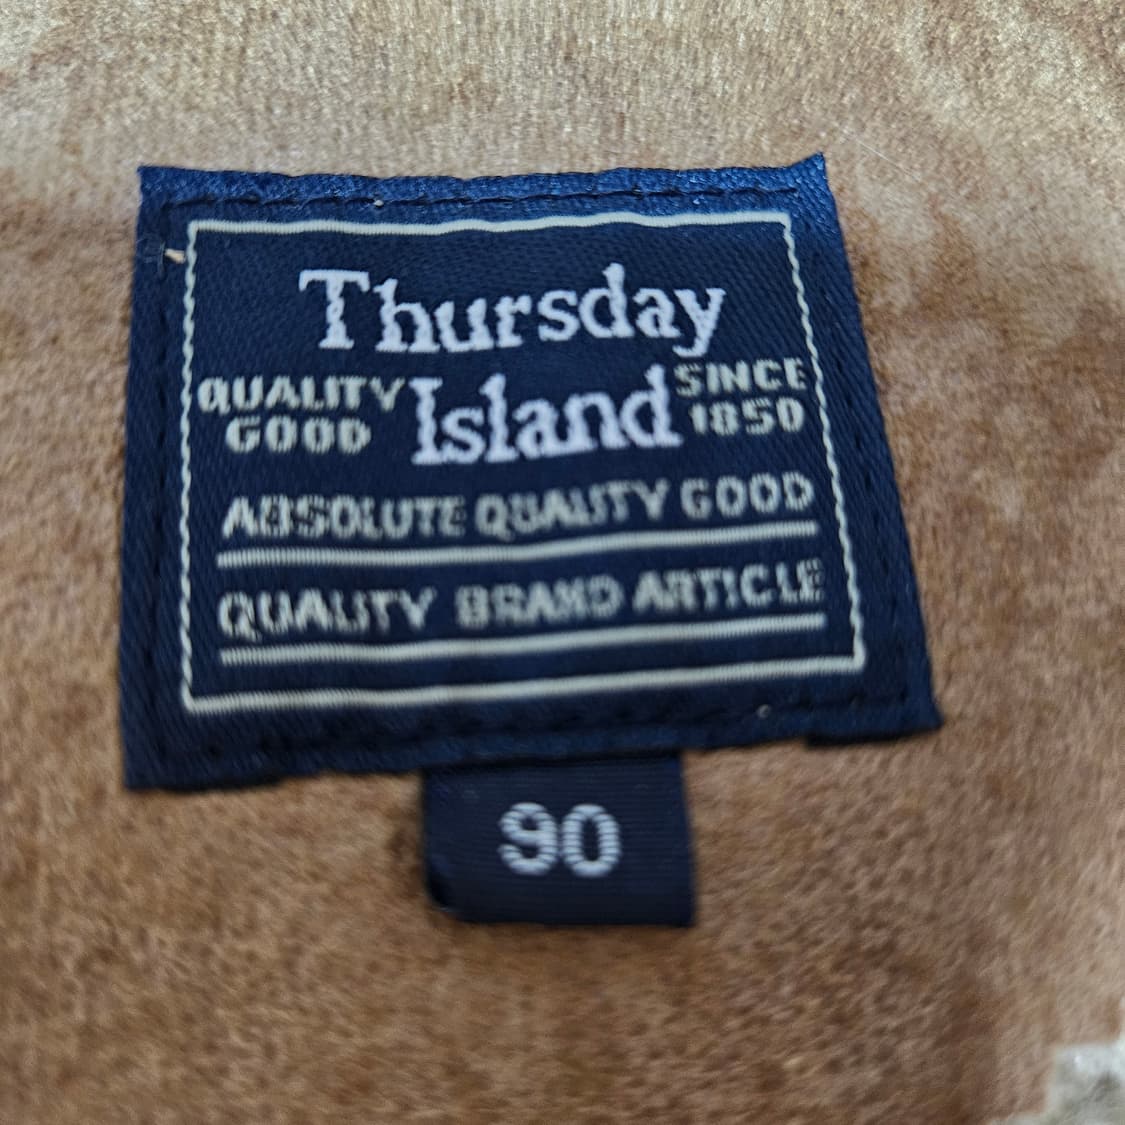 Thursday
QUALITY GOOD
Island
SINCE 1850
ABSOLUTE QUALITY GOOD
QUALITY BRAND ARTICLE
90